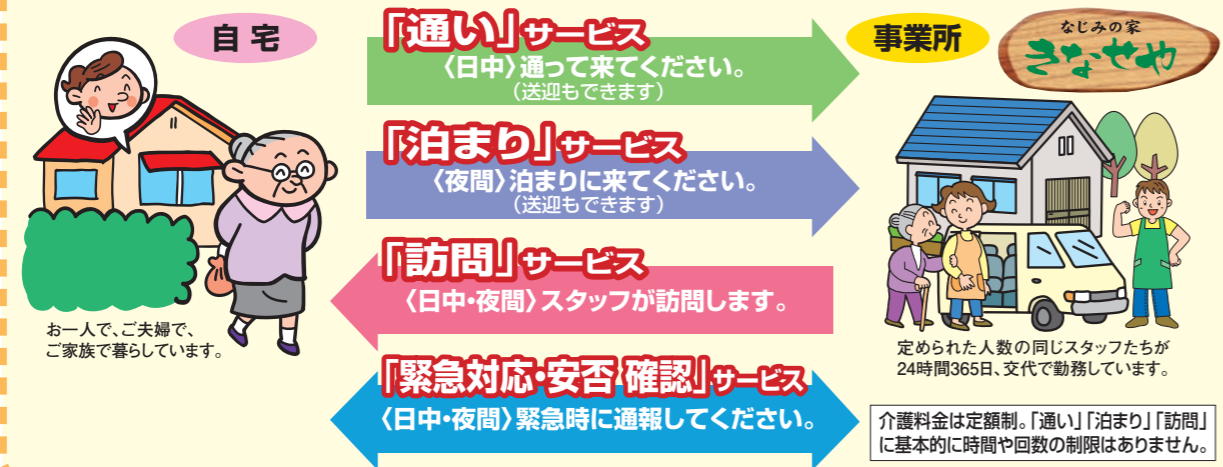 自宅
お一人で、ご夫婦で、
ご家族で暮らしています。
「通い」サービス
〈日中〉通って来てください。
（送迎もできます）
「泊まり」サービス
〈夜間〉泊まりに来てください。
（送迎もできます）
「訪問」サービス
〈日中・夜間〉スタッフが訪問します。
「緊急対応・安否 確認」サービス
〈日中・夜間〉緊急時に通報してください。
事業所
なじみの家
きなせや
定められた人数の同じスタッフたちが
24時間365日、交代で勤務しています。
介護料金は定額制。「通い」「泊まり」「訪問」
に基本的に時間や回数の制限はありません。